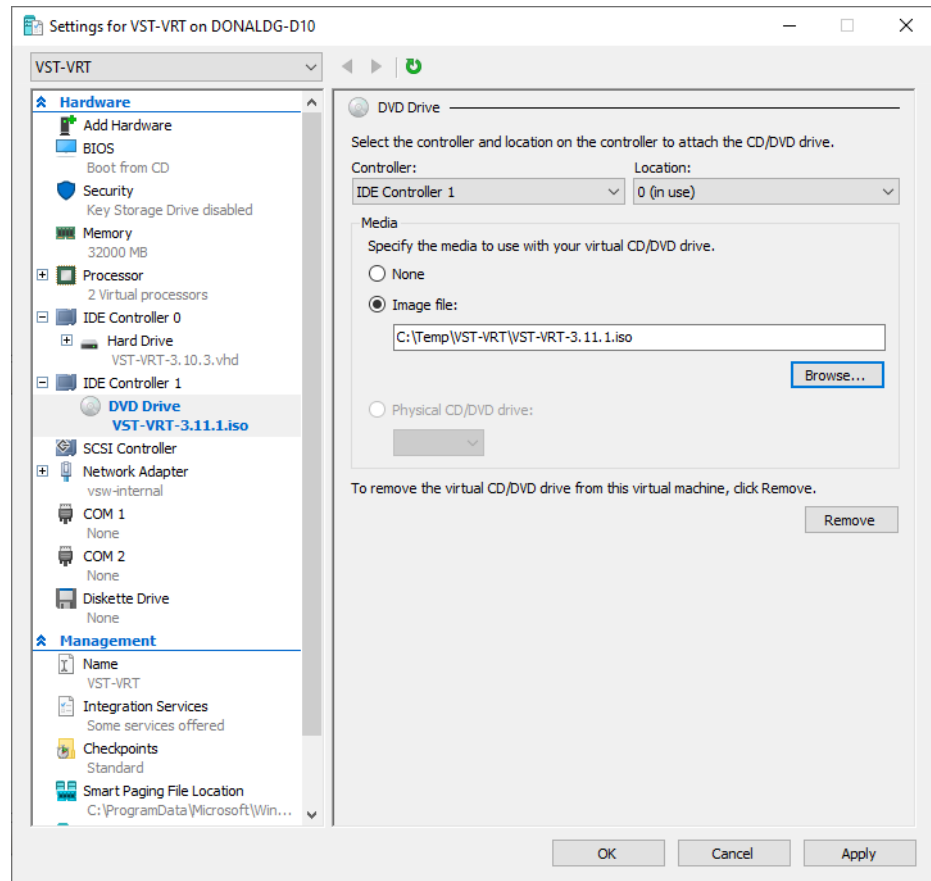 Settings for VST-VRT on DONALDG-D10
VST-VRT
Hardware
Add Hardware
BIOS
Boot from CD
Security
Key Storage Drive disabled
Memory
32000 MB
Processor
2 Virtual processors
IDE Controller 0
Hard Drive
VST-VRT-3.10.3.vhd
IDE Controller 1
DVD Drive
VST-VRT-3.11.1.iso
SCSI Controller
Network Adapter
vsw-internal
COM 1
None
COM 2
None
Diskette Drive
None
Management
Name
VST-VRT
Integration Services
Some services offered
Checkpoints
Standard
Smart Paging File Location
C:\ProgramData\Microsoft\Win...
DVD Drive
Select the controller and location on the controller to attach the CD/DVD drive.
Controller: Location:
IDE Controller 1 0 (in use)
Media
Specify the media to use with your virtual CD/DVD drive.
None
Image file:
C:\Temp\VST-VRT\VST-VRT-3.11.1.iso
Browse...
Physical CD/DVD drive:
To remove the virtual CD/DVD drive from this virtual machine, click Remove.
Remove
OK Cancel Apply